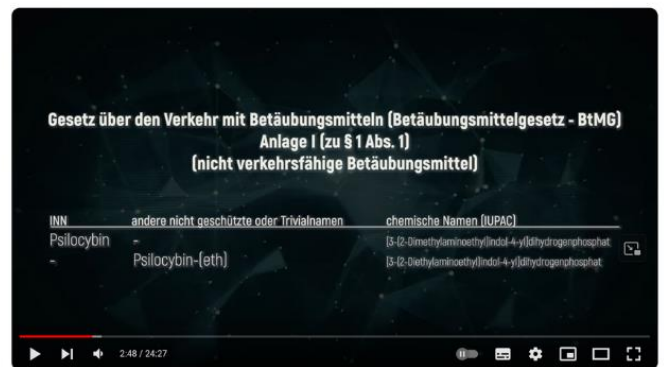 Gesetz über den Verkehr mit Betäubungsmitteln (Betäubungsmittelgesetz - BtMG)
Anlage I (zu § 1 Abs. 1)
(nicht verkehrsfähige Betäubungsmittel)
INN andere nicht geschützte oder Trivialnamen chemische Namen (IUPAC)
Psilocybin - [3-(2-Dimethylaminoethyl)indol-4-yl]dihydrogenphosphat
- Psilocybin-(eth) [3-(2-Diethylaminoethyl)indol-4-yl]dihydrogenphosphat
2:48 / 24:27